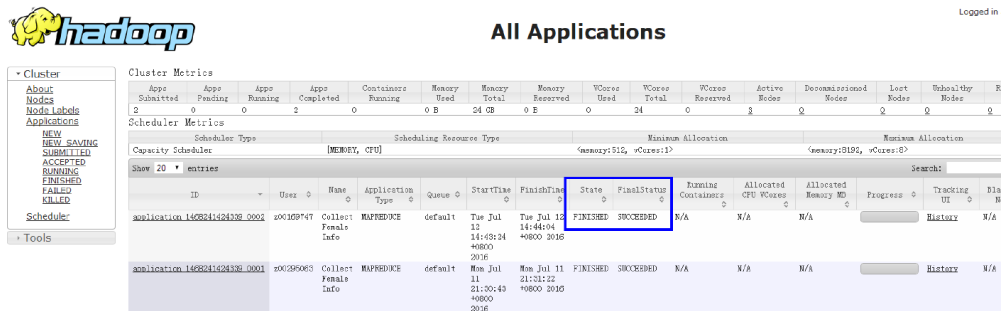 hadoop
All Applications
Logged in
Cluster
About
Nodes
Node Labels
Applications
NEW
NEW_SAVING
SUBMITTED
ACCEPTED
RUNNING
FINISHED
FAILED
KILLED
Scheduler
Tools
Cluster Metrics
Apps Submitted Apps Pending Apps Running Apps Completed Containers Running Memory Used Memory Total Memory Reserved VCores Used VCores Total VCores Reserved Active Nodes Decommissioned Nodes Lost Nodes Unhealthy Nodes R
2 0 0 2 0 0 B 24 GB 0 B 0 24 0 3 0 0 0
Scheduler Metrics
Scheduler Type Scheduling Resource Type Minimum Allocation Maximum Allocation
Capacity Scheduler [MEMORY, CPU] <memory:512, vCores:1> <memory:8192, vCores:8>
Show 20 entries Search:
ID User Name Application Type Queue StartTime FinishTime State FinalStatus Running Containers Allocated CPU VCores Allocated Memory MB Progress Tracking UI Bla
application_1468241424339_0002 z00169747 Collect Female Info MAPREDUCE default Tue Jul 12 14:43:24 +0800 2016 Tue Jul 12 14:44:04 +0800 2016 FINISHED SUCCEEDED N/A N/A N/A History
application_1468241424339_0001 z00295063 Collect Female Info MAPREDUCE default Mon Jul 11 21:30:43 +0800 2016 Mon Jul 11 21:31:22 +0800 2016 FINISHED SUCCEEDED N/A N/A N/A History